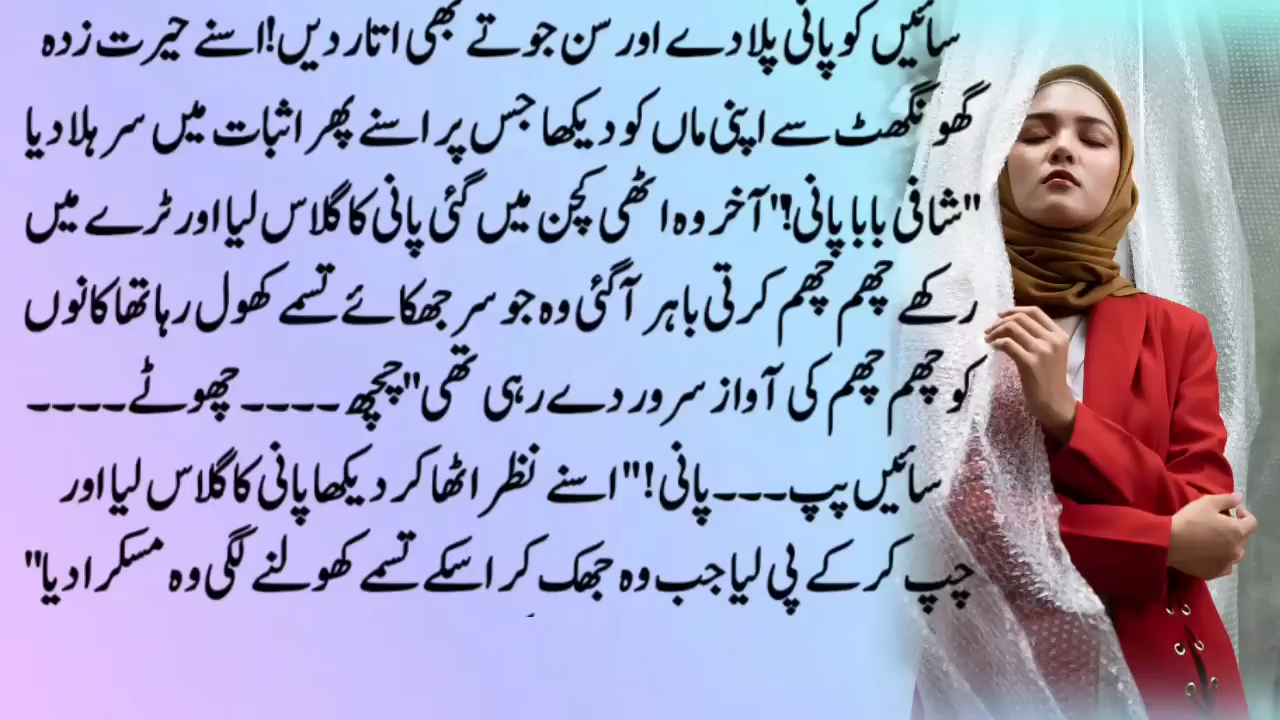 سائیں کو پانی پلا دے اور سن جوتے بھی اتار دیں!اسنے حیرت زدہ
گھونگھٹ سے اپنی ماں کو دیکھا جس پر اسنے پھر اثبات میں سر ہلا دیا
"شافی بابا پانی!"آخر وہ اٹھی کچن میں گئی پانی کا گلاس لیا اور ٹرے میں
رکھے چھم چھم کرتی باہر آگئی وہ جو سر جھکائے تسمے کھول رہا تھا کانوں
کو چھم چھم کی آواز سرور دے رہی تھی"چچھ ۔۔۔۔ چھوٹے۔۔۔۔
سائیں پپ۔۔۔پانی!"اسنے نظر اٹھا کر دیکھا پانی کا گلاس لیا اور
چپ کر کے پی لیا جب وہ جھک کر اسکے تسمے کھولنے لگی وہ مسکرا دیا"